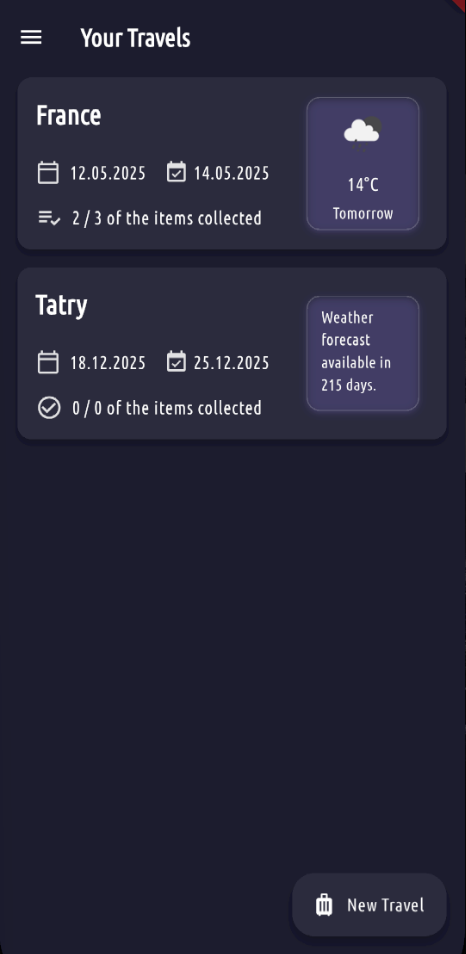 Your Travels
France
12.05.2025 14.05.2025
2 / 3 of the items collected
14°C
Tomorrow
Tatry
18.12.2025 25.12.2025
0 / 0 of the items collected
Weather
forecast
available in
215 days.
New Travel